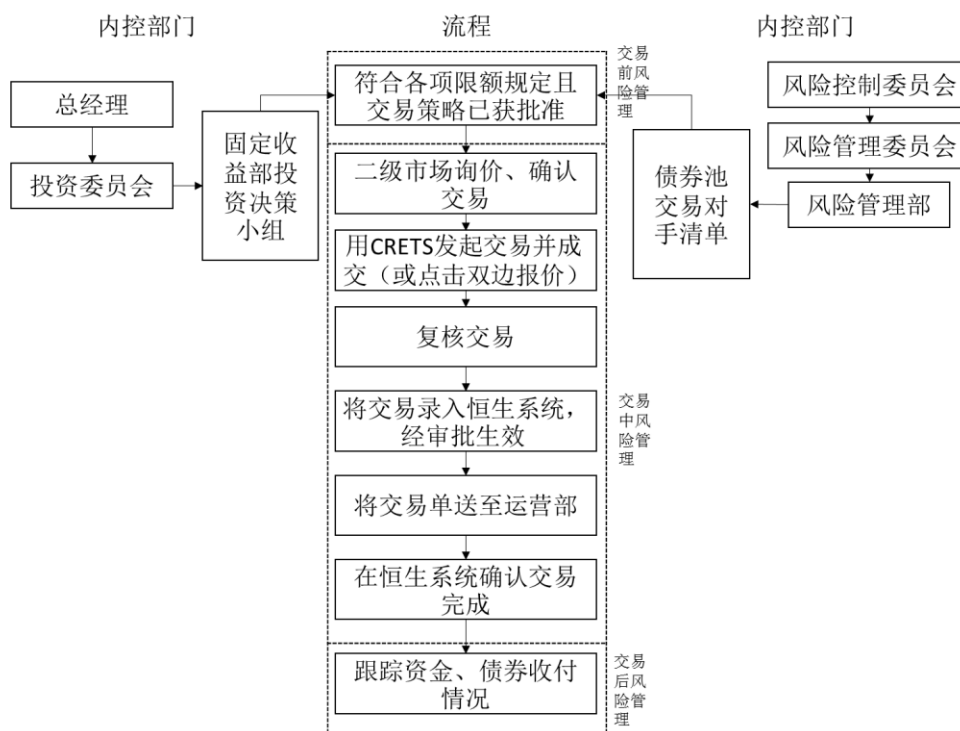 内控部门
流程
内控部门
总经理
投资委员会
固定收
益部投
资决策
小组
符合各项限额规定且
交易策略已获批准
交易
前风
险管
理
二级市场询价、确认
交易
用CRETS发起交易并成
交（或点击双边报价）
复核交易
将交易录入恒生系统，
经审批生效
交易
中风
险管
理
将交易单送至运营部
在恒生系统确认交易
完成
跟踪资金、债券收付
情况
交易
后风
险管
理
风险控制委员会
风险管理委员会
风险管理部
债券池
交易对
手清单